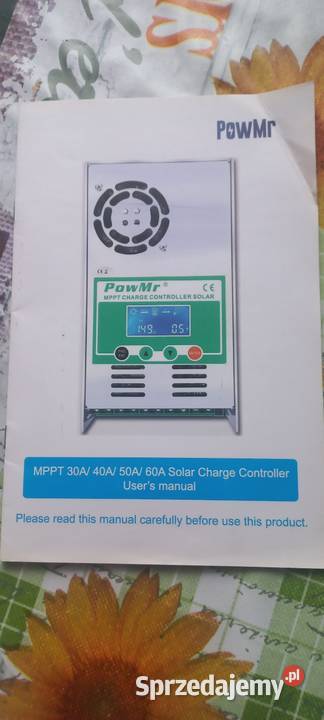 PowMr
PowMr®
CE
MPPT CHARGE CONTROLLER SOLAR
MPPT 30A/ 40A/ 50A/ 60A Solar Charge Controller
User's manual
Please read this manual carefully before use this product.
Sprzedajemy.pl